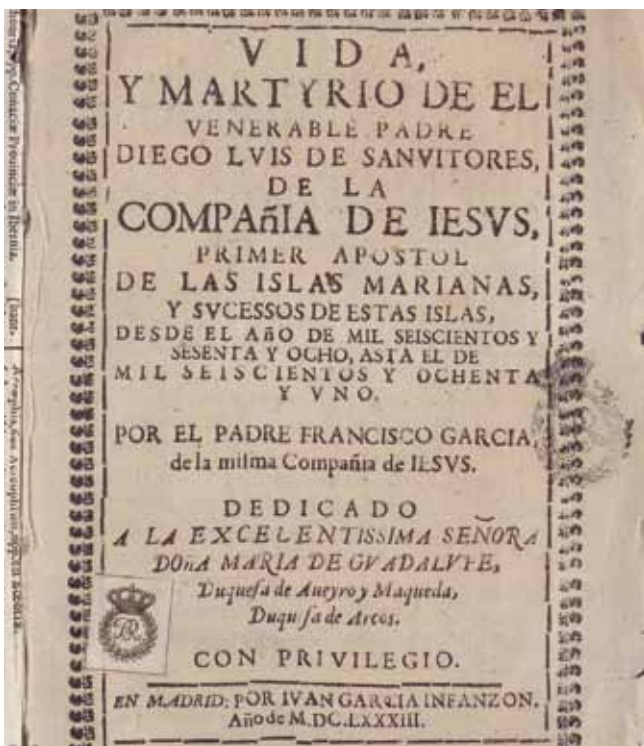 VIDA,
Y MARTYRIO DE EL
VENERABLE PADRE
DIEGO LVIS DE SANVITORES,
DE LA
COMPAñIA DE IESVS,
PRIMER APOSTOL
DE LAS ISLAS MARIANAS,
Y SVCESSOS DE ESTAS ISLAS,
DESDE EL Año DE MIL SEISCIENTOS Y
SESENTA Y OCHO, ASTA EL DE
MIL SEISCIENTOS Y OCHENTA
Y VNO.
POR EL PADRE FRANCISCO GARCIA,
de la misma Compañia de IESVS.
DEDICADO
A LA EXCELENTISSIMA SEÑORA
DOñA MARIA DE GVADALVPE,
Duquesa de Aueyro y Maqueda,
Duquesa de Arcos.
CON PRIVILEGIO.
EN MADRID: POR IVAN GARCIA INFANZON.
Año de M.DC.LXXXIII.